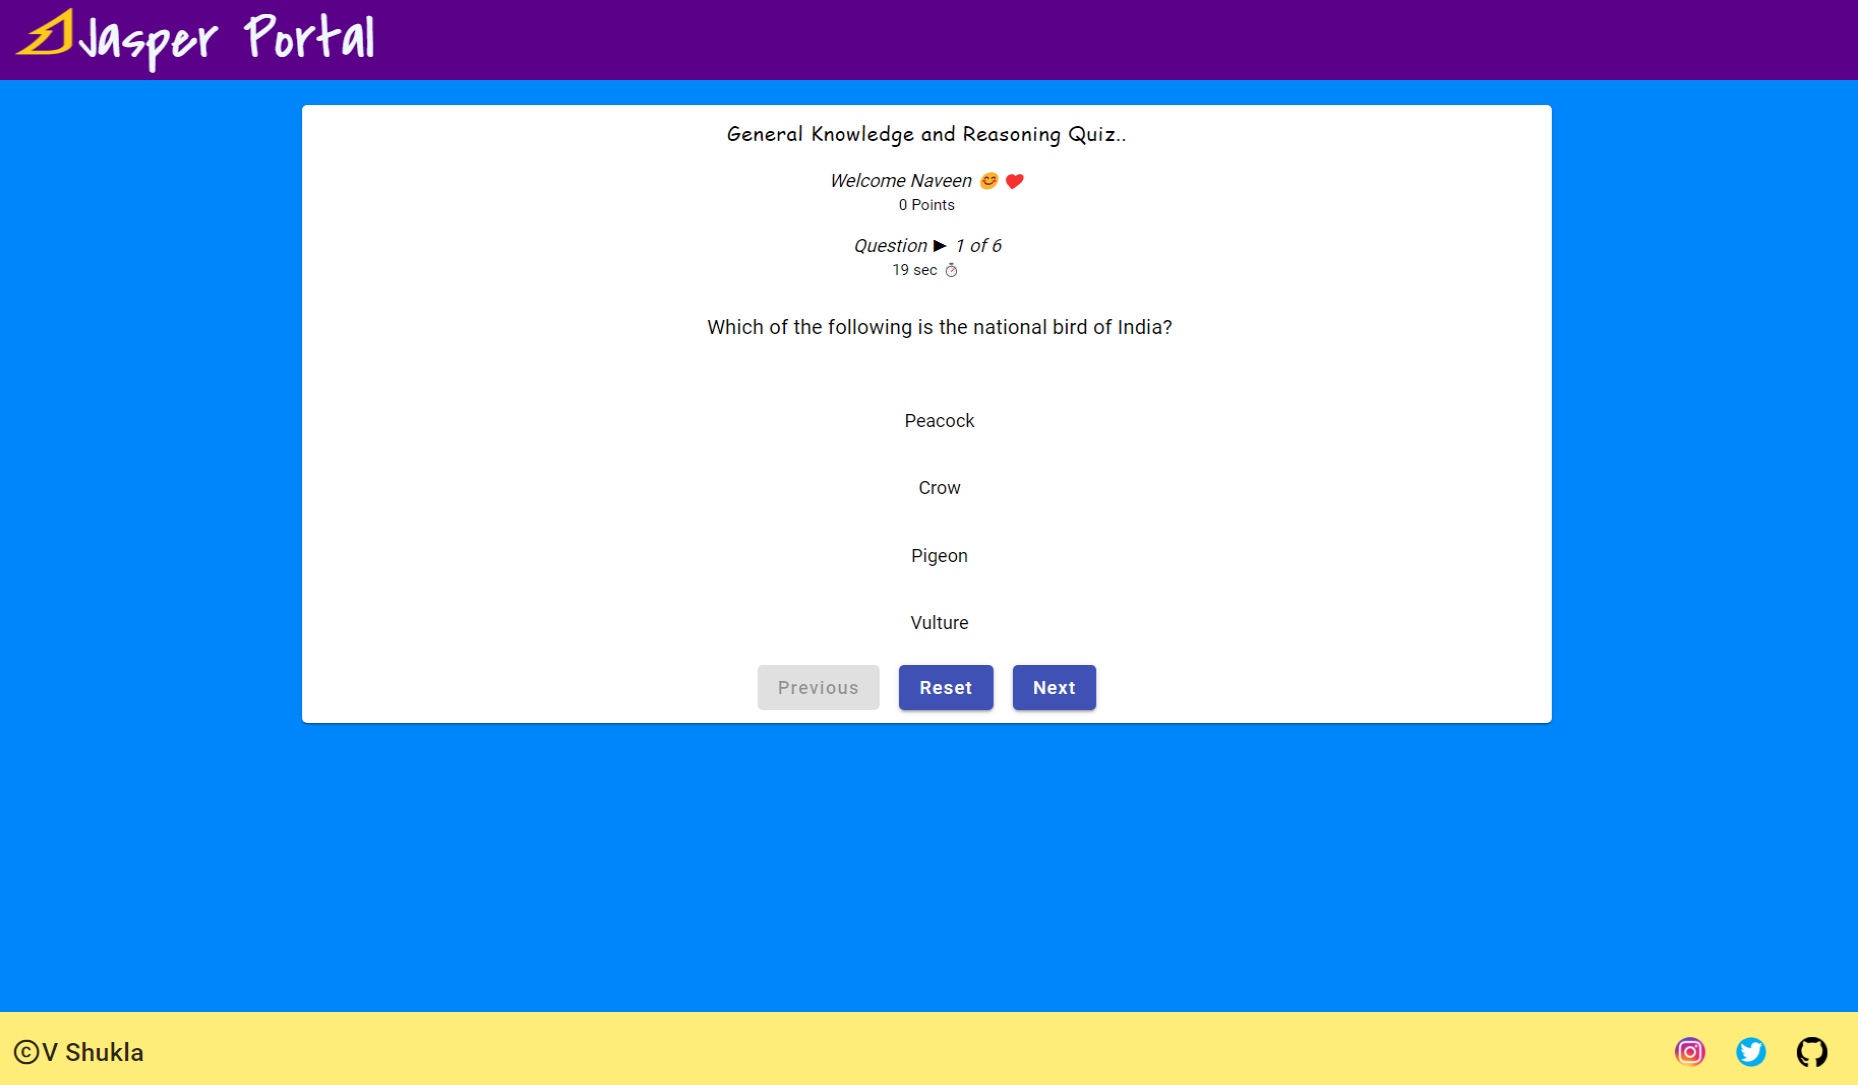 Jasper Portal
General Knowledge and Reasoning Quiz..
Welcome Naveen 😊 ❤️
0 Points
Question ▶ 1 of 6
19 sec ⏱
Which of the following is the national bird of India?
Peacock
Crow
Pigeon
Vulture
Previous Reset Next
©V Shukla